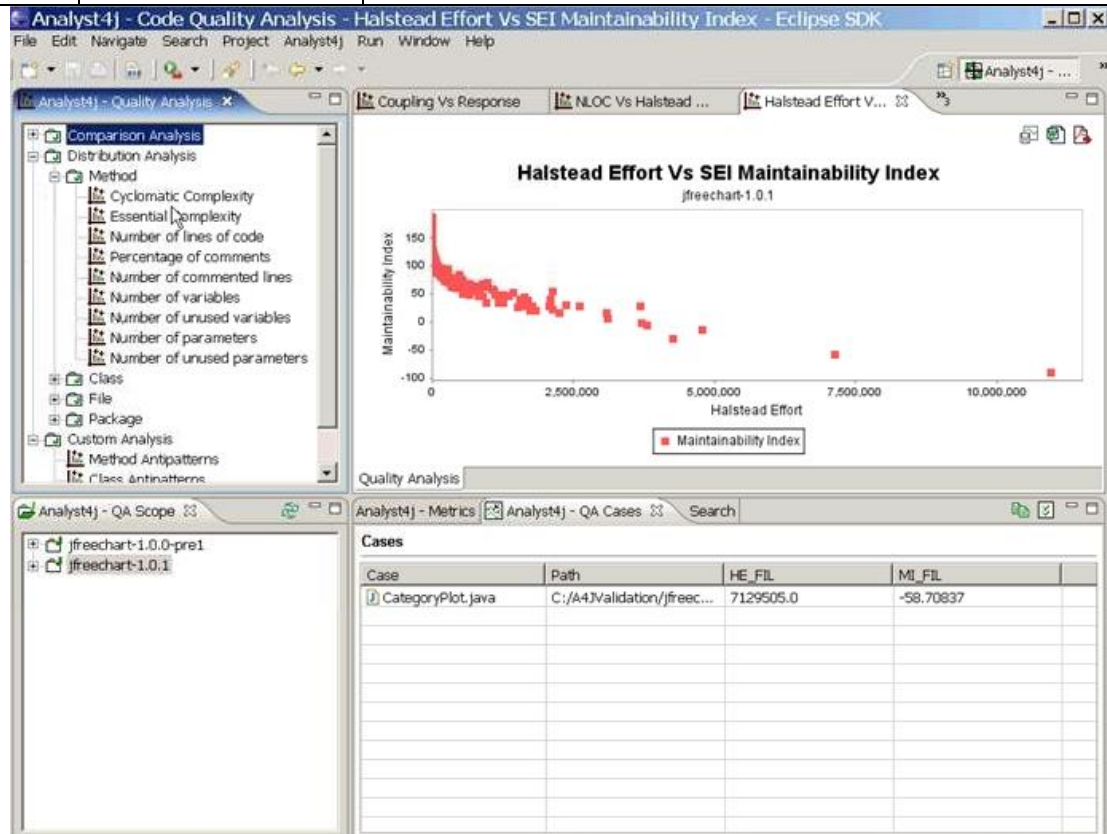 Analyst4j - Code Quality Analysis - Halstead Effort Vs SEI Maintainability Index - Eclipse SDK
File Edit Navigate Search Project Analyst4j Run Window Help
Analyst4j - ...
Analyst4j - Quality Analysis
Comparison Analysis
Distribution Analysis
Method
Cyclomatic Complexity
Essential Complexity
Number of lines of code
Percentage of comments
Number of commented lines
Number of variables
Number of unused variables
Number of parameters
Number of unused parameters
Class
File
Package
Custom Analysis
Method Antipatterns
Class Antipatterns
Coupling Vs Response
NLOC Vs Halstead ...
Halstead Effort V...
3
Halstead Effort Vs SEI Maintainability Index
jfreechart-1.0.1
Maintainability Index
150
100
50
0
-50
-100
0 2,500,000 5,000,000 7,500,000 10,000,000
Halstead Effort
Maintainability Index
Quality Analysis
Analyst4j - QA Scope
jfreechart-1.0.0-pre1
jfreechart-1.0.1
Analyst4j - Metrics Analyst4j - QA Cases Search
Cases
Case Path HE_FIL MI_FIL
CategoryPlot.java C:/A4JValidation/jfreec... 7129505.0 -58.70837